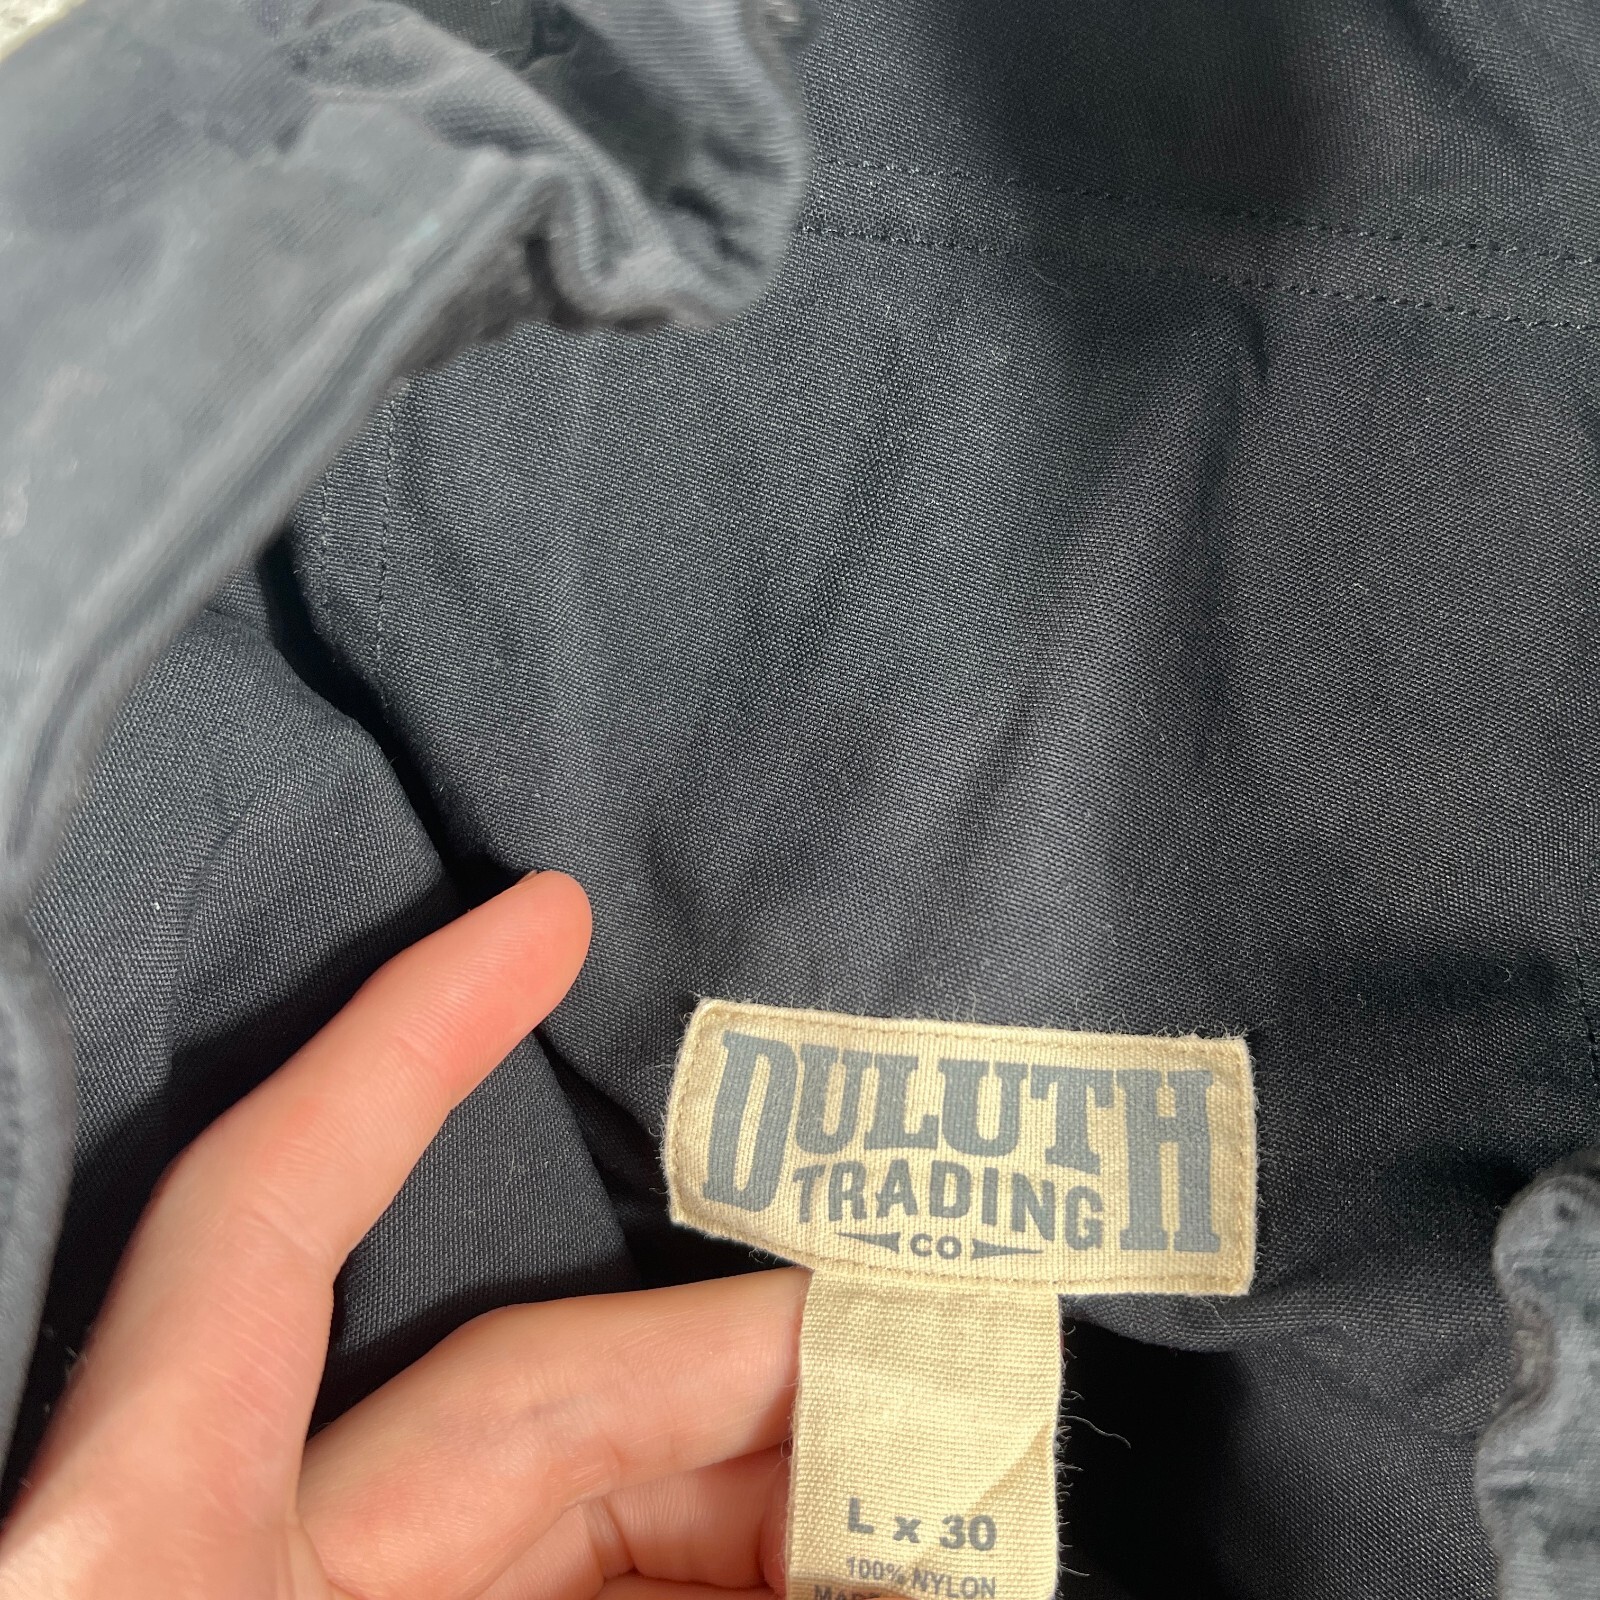 DULUTH
TRADING
CO
L x 30
100% NYLON